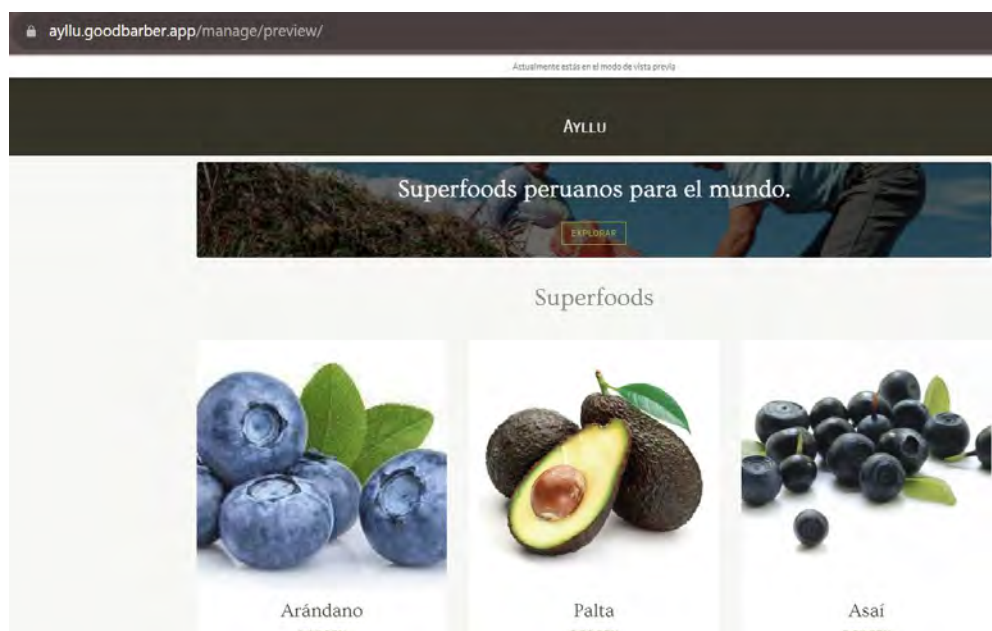 ayllu.goodbarber.app/manage/preview/
Actualmente estás en el modo de vista previa
AYLLU
Superfoods peruanos para el mundo.
EXPLORAR
Superfoods
Arándano
Palta
Asaí